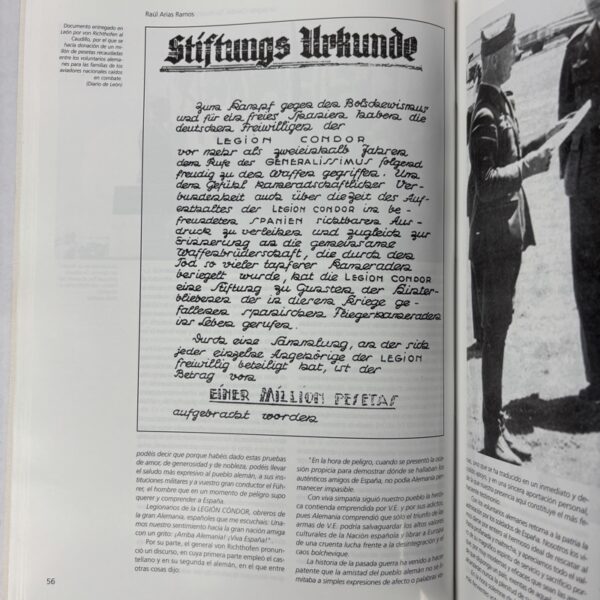 Raúl Arias Ramos
Documento entregado en
León por von Richthofen al
Caudillo, por el que se
hacía donación de un mi-
llón de pesetas recaudadas
entre los voluntarios alema-
nes para las familias de los
aviadores nacionales caídos
en combate.
(Diario de León)
Stiftungs Urkunde
Zum Kampf gegen den Bolschewismus
und für ein freies Spanien haben die
deutschen Freiwilligen der
LEGION CONDOR
vor mehr als zweieinhalb Jahren
dem Rufe des GENERALISSIMUS folgend
freudig zu den Waffen gegriffen. Um
dem Gefühl kameradschaftlicher Ver-
bundenheit auch über die Zeit des Auf-
enthaltes der LEGION CONDOR im be-
freundeten SPANIEN sichtbaren Aus-
druck zu verleihen und zugleich zur
Erinnerung an die gemeinsame
Waffenbrüderschaft, die durch den
Tod so vieler tapferer Kameraden
besiegelt wurde, hat die LEGION CONDOR
eine Stiftung zu Gunsten der Hinter-
bliebenen der in diesem Kriege ge-
fallenen spanischen Fliegerkameraden
ins Leben gerufen.
Durch eine Sammlung, an der sich
jeder einzelne Angehörige der LEGION
freiwillig beteiligt hat, ist der
Betrag von
EINER MILLION PESETAS
aufgebracht worden
podéis decir que porque habéis dado estas pruebas
de amor, de generosidad y de nobleza, podéis llevar
el saludo más expresivo al pueblo alemán, a sus ins-
tituciones militares y a vuestro gran conductor el Füh-
rer, el hombre que en un momento de peligro supo
querer y comprender a España.
Legionarios de la LEGIÓN CÓNDOR, obreros de
la gran Alemania, españoles que me escuchais: Una-
mos nuestro sentimiento hacia la gran nación amiga
con un grito: ¡Arriba Alemania! ¡Viva España!".
Por su parte, el general von Richthofen pronun-
ció un discurso, en cuya primera parte empleó el cas-
tellano y en su segunda el alemán, en el que entre
otras cosas dijo:
"En la hora de peligro, cuando se presentó la oca-
sión propicia para demostrar dónde se hallaban los
auténticos amigos de España, no podía Alemania per-
manecer impasible.
Con viva simpatía siguió nuestro pueblo la herói-
ca contienda emprendida por V.E. y por sus adictos,
pues Alemania comprendió que sólo el triunfo de las
armas de V.E. podría salvaguardar los altos valores
culturales de la Nación española y librar a Europa
de una cruenta lucha frente a la desintegración y el
caos bolchevique.
La historia de la pasada guerra ha venido a hacer
patente que la amistad del pueblo alemán no se li-
mitaba a simples expresiones de afecto o palabras va-
56